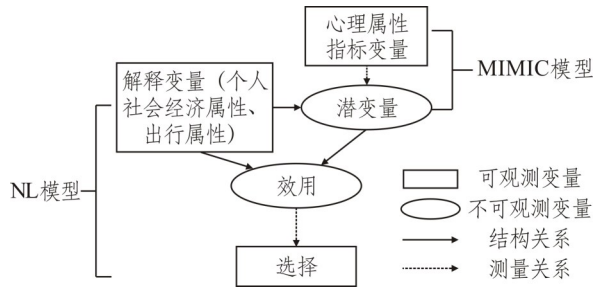 心理属性
指标变量
MIMIC模型
解释变量（个人
社会经济属性、
出行属性）
潜变量
NL模型
效用
选择
可观测变量
不可观测变量
结构关系
测量关系